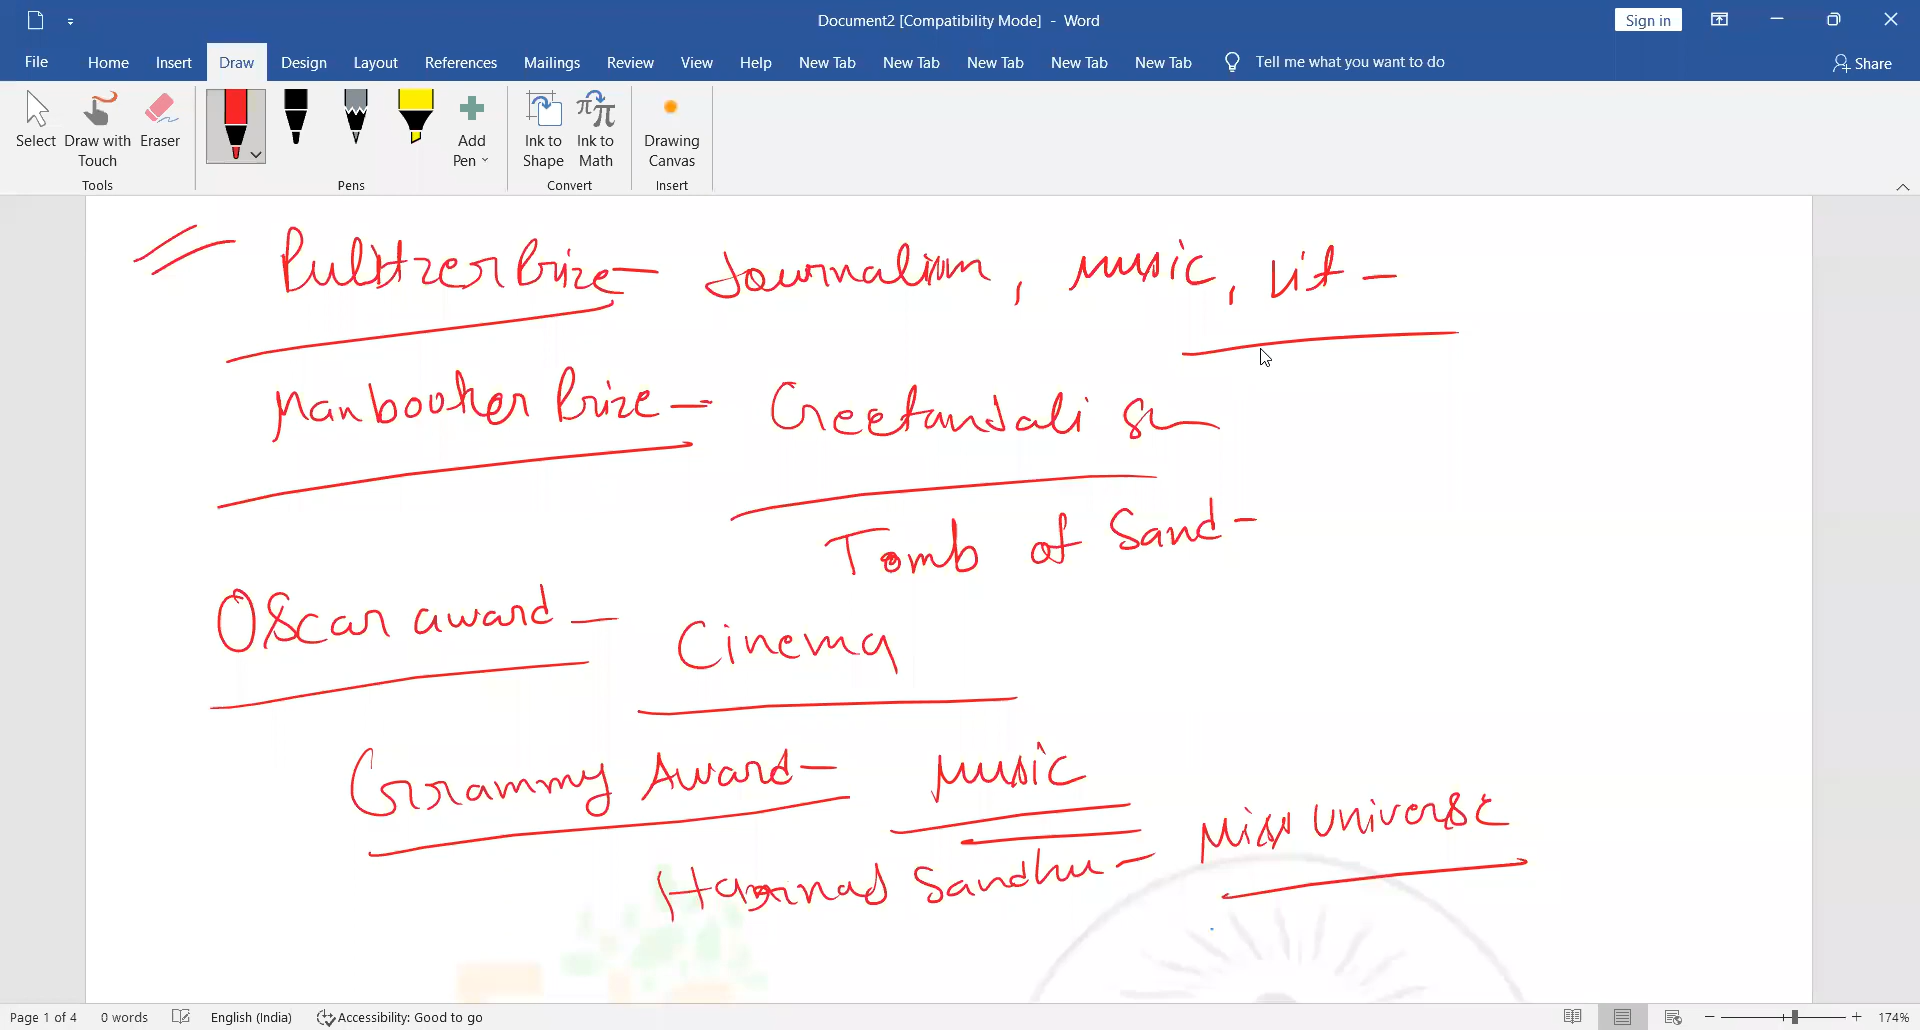 Document2 [Compatibility Mode] - Word
Sign in
File Home Insert Draw Design Layout References Mailings Review View Help New Tab New Tab New Tab New Tab New Tab Tell me what you want to do Share
Select Draw with Touch Eraser Add Pen Ink to Shape Ink to Math Drawing Canvas
Tools Pens Convert Insert
Pulitzer Prize - Journalism, Music, Lit -
Manbooker Prize - Geetanjali
Tomb of Sand -
Oscar award - Cinema
Grammy Award - Music
Harnad Sandhu - Miss Universe
Page 1 of 4 0 words English (India) Accessibility: Good to go 174%